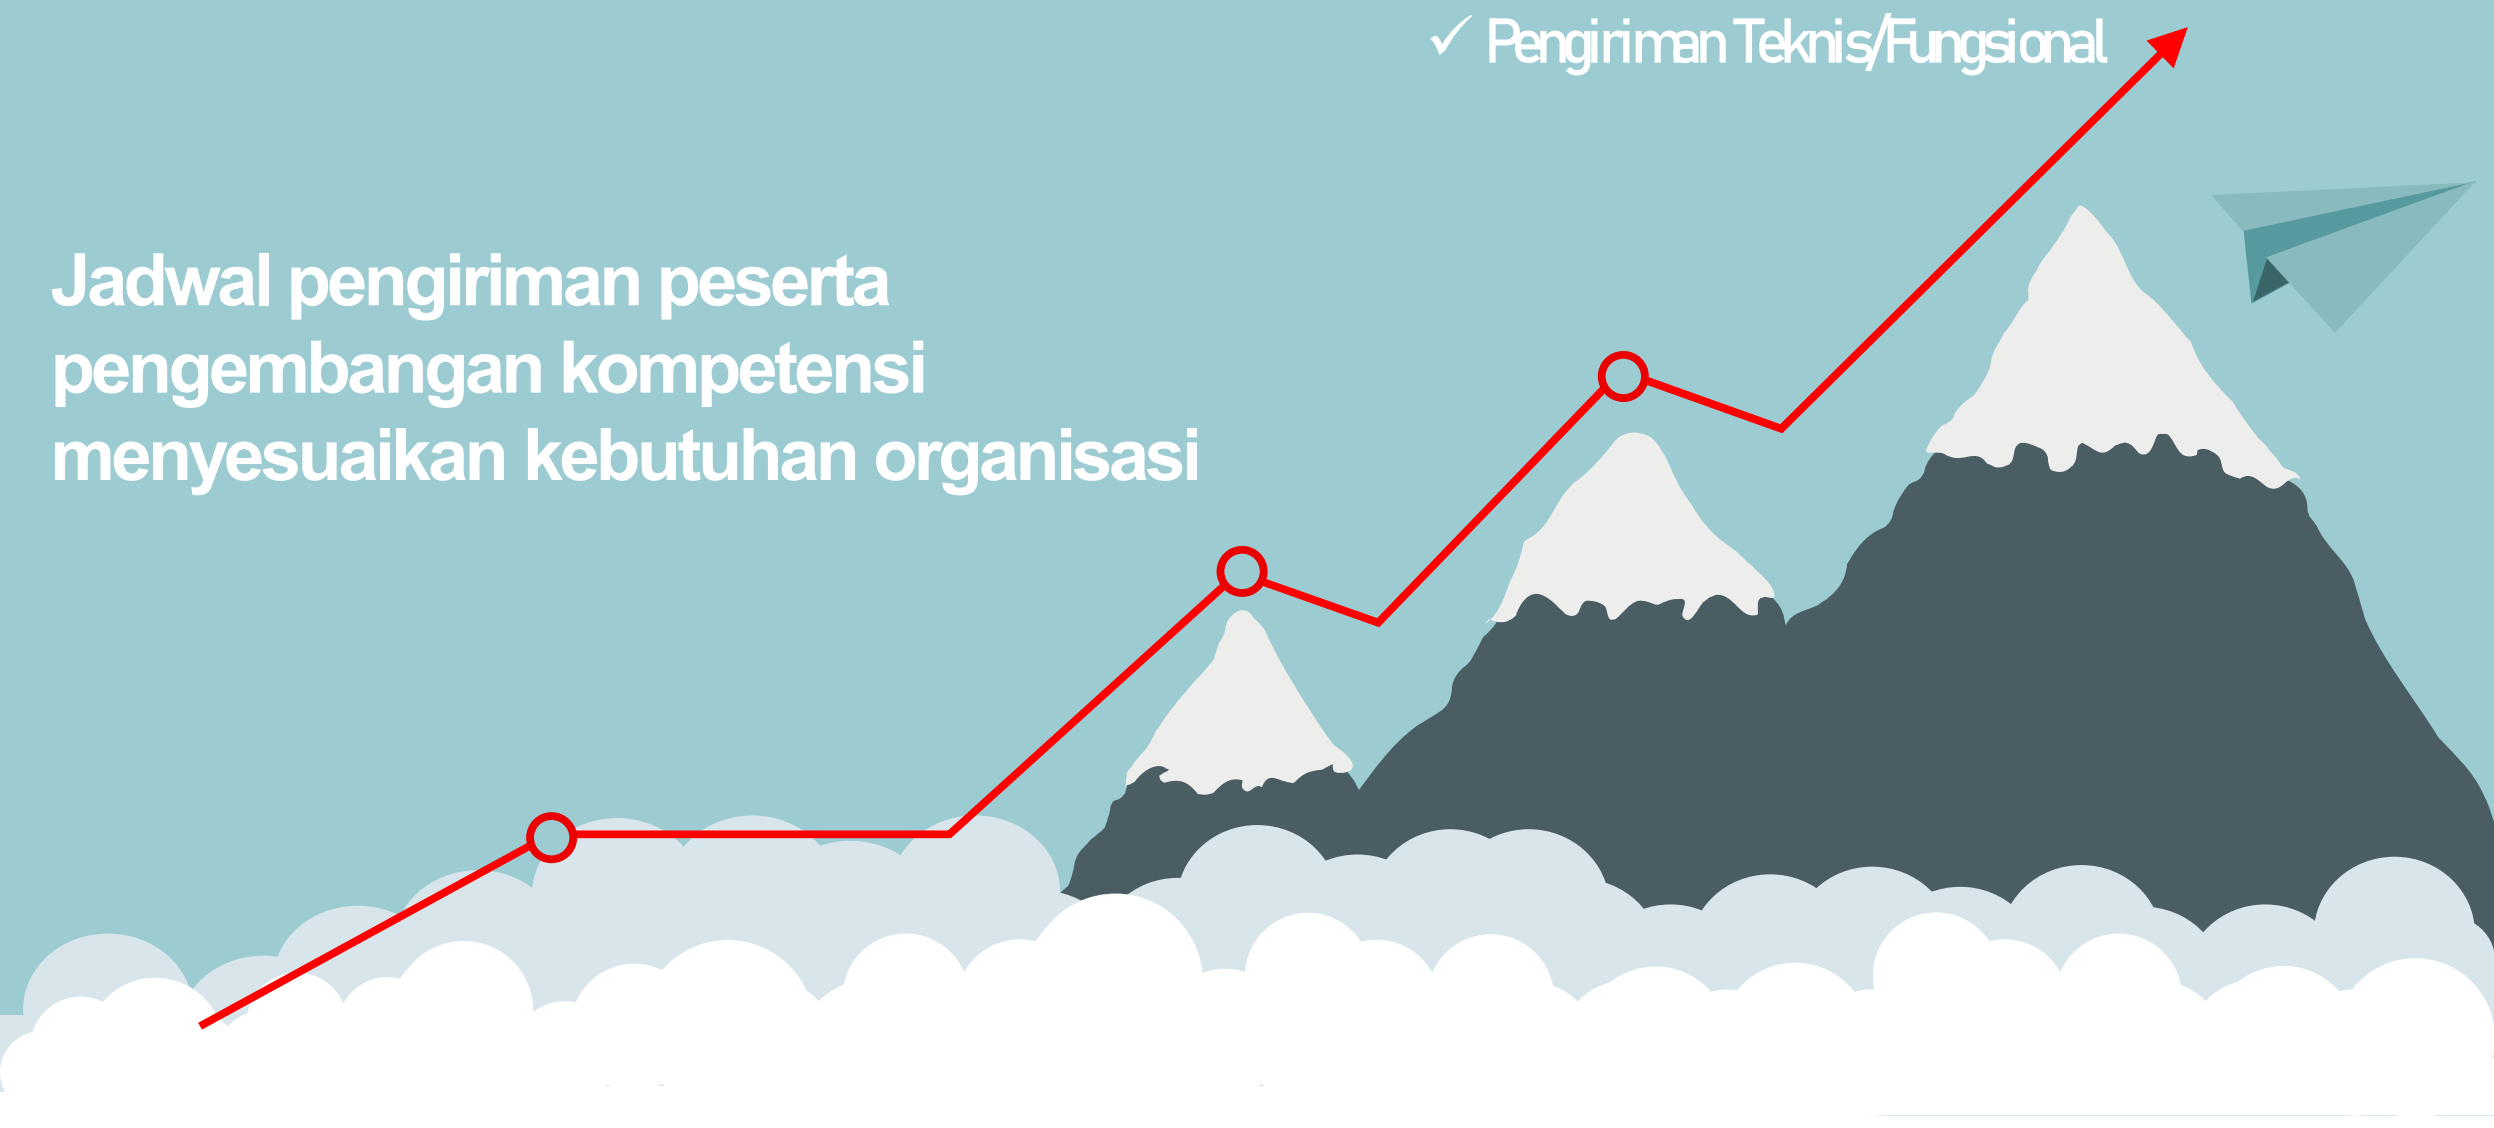 ✓ Pengiriman Teknis/Fungsional
Jadwal pengiriman peserta
pengembangan kompetensi
menyesuaikan kebutuhan organisasi